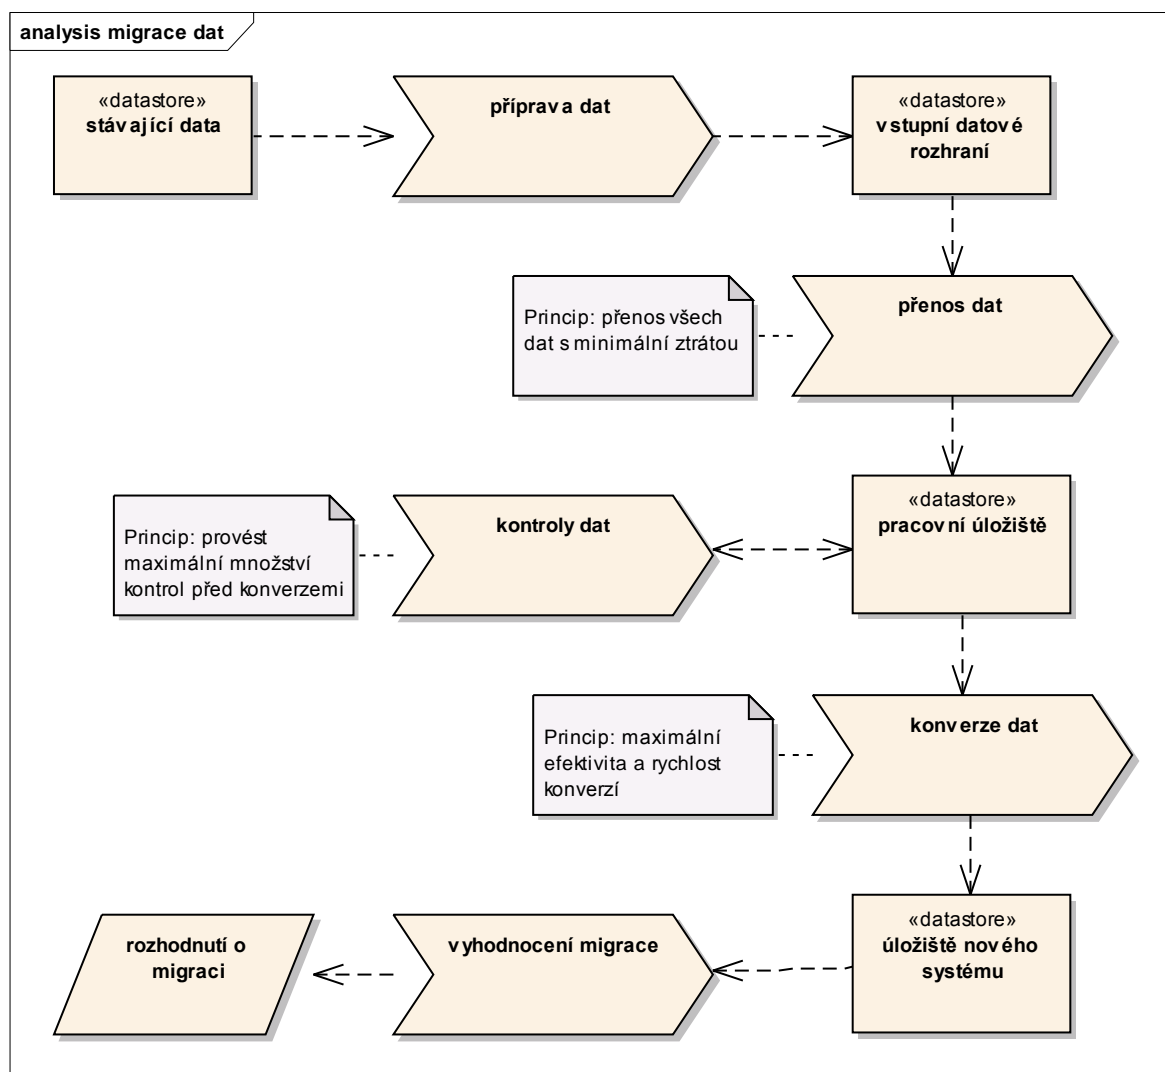 analysis migrace dat
«datastore»
stávající data
příprava dat
«datastore»
vstupní datové
rozhraní
Princip: přenos všech
dat s minimální ztrátou
přenos dat
Princip: provést
maximální množství
kontrol před konverzemi
kontroly dat
«datastore»
pracovní úložiště
Princip: maximální
efektivita a rychlost
konverzí
konverze dat
rozhodnutí o
migraci
vyhodnocení migrace
«datastore»
úložiště nového
systému